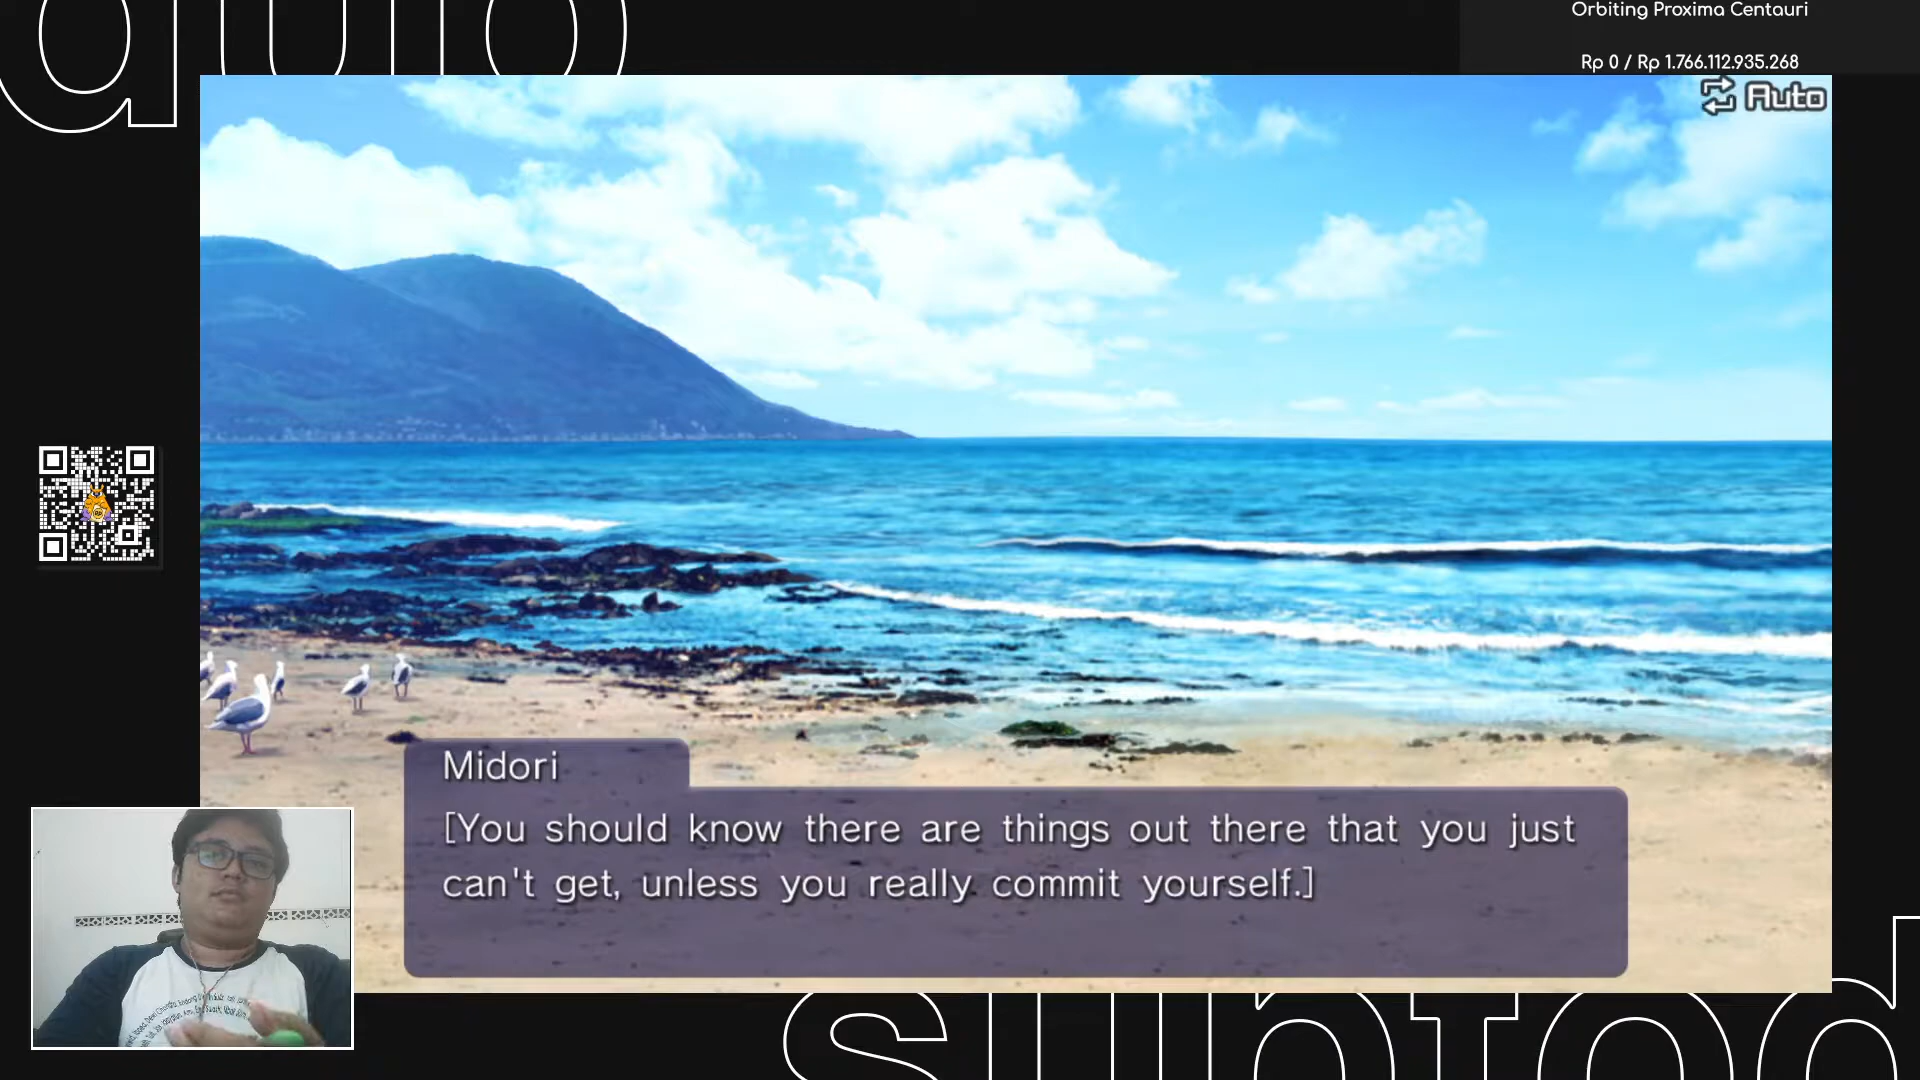 Orbiting Proxima Centauri
Rp 0 / Rp 1.766.112.935.268
Auto
Midori
[You should know there are things out there that you just
can't get, unless you really commit yourself.]